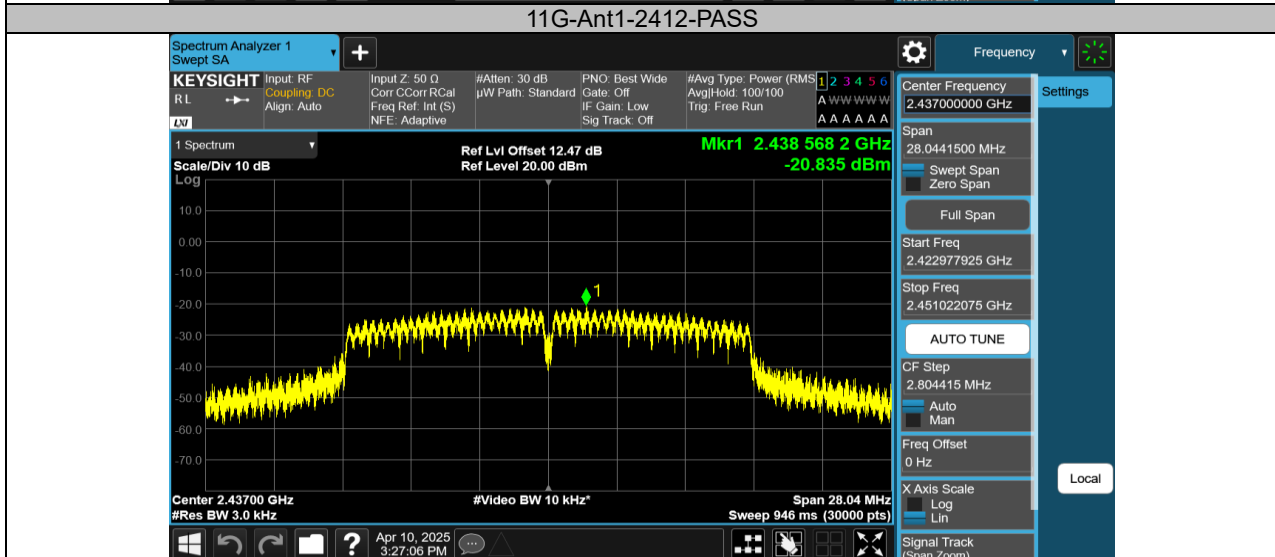 11G-Ant1-2412-PASS
Spectrum Analyzer 1
Swept SA
Frequency
KEYSIGHT
RL
LXI
Input: RF
Coupling: DC
Align: Auto
Input Z: 50 Ω
Corr CCorr RCal
Freq Ref: Int (S)
NFE: Adaptive
#Atten: 30 dB
µW Path: Standard
PNO: Best Wide
Gate: Off
IF Gain: Low
Sig Track: Off
#Avg Type: Power (RMS
Avg|Hold: 100/100
Trig: Free Run
1 2 3 4 5 6
A W W W W W
A A A A A A
1 Spectrum
Scale/Div 10 dB
Log
Ref Lvl Offset 12.47 dB
Ref Level 20.00 dBm
Mkr1 2.438 568 2 GHz
-20.835 dBm
10.0
0.00
-10.0
-20.0
-30.0
-40.0
-50.0
-60.0
-70.0
1
Center 2.43700 GHz
#Res BW 3.0 kHz
#Video BW 10 kHz*
Span 28.04 MHz
Sweep 946 ms (30000 pts)
Center Frequency
2.437000000 GHz
Settings
Span
28.0441500 MHz
Swept Span
Zero Span
Full Span
Start Freq
2.422977925 GHz
Stop Freq
2.451022075 GHz
AUTO TUNE
CF Step
2.804415 MHz
Auto
Man
Freq Offset
0 Hz
X Axis Scale
Log
Lin
Local
Signal Track
(Span Zoom)
?
Apr 10, 2025
3:27:06 PM